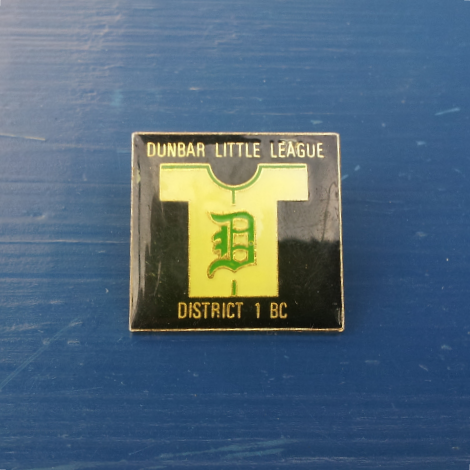 DUNBAR LITTLE LEAGUE
D
DISTRICT 1 BC